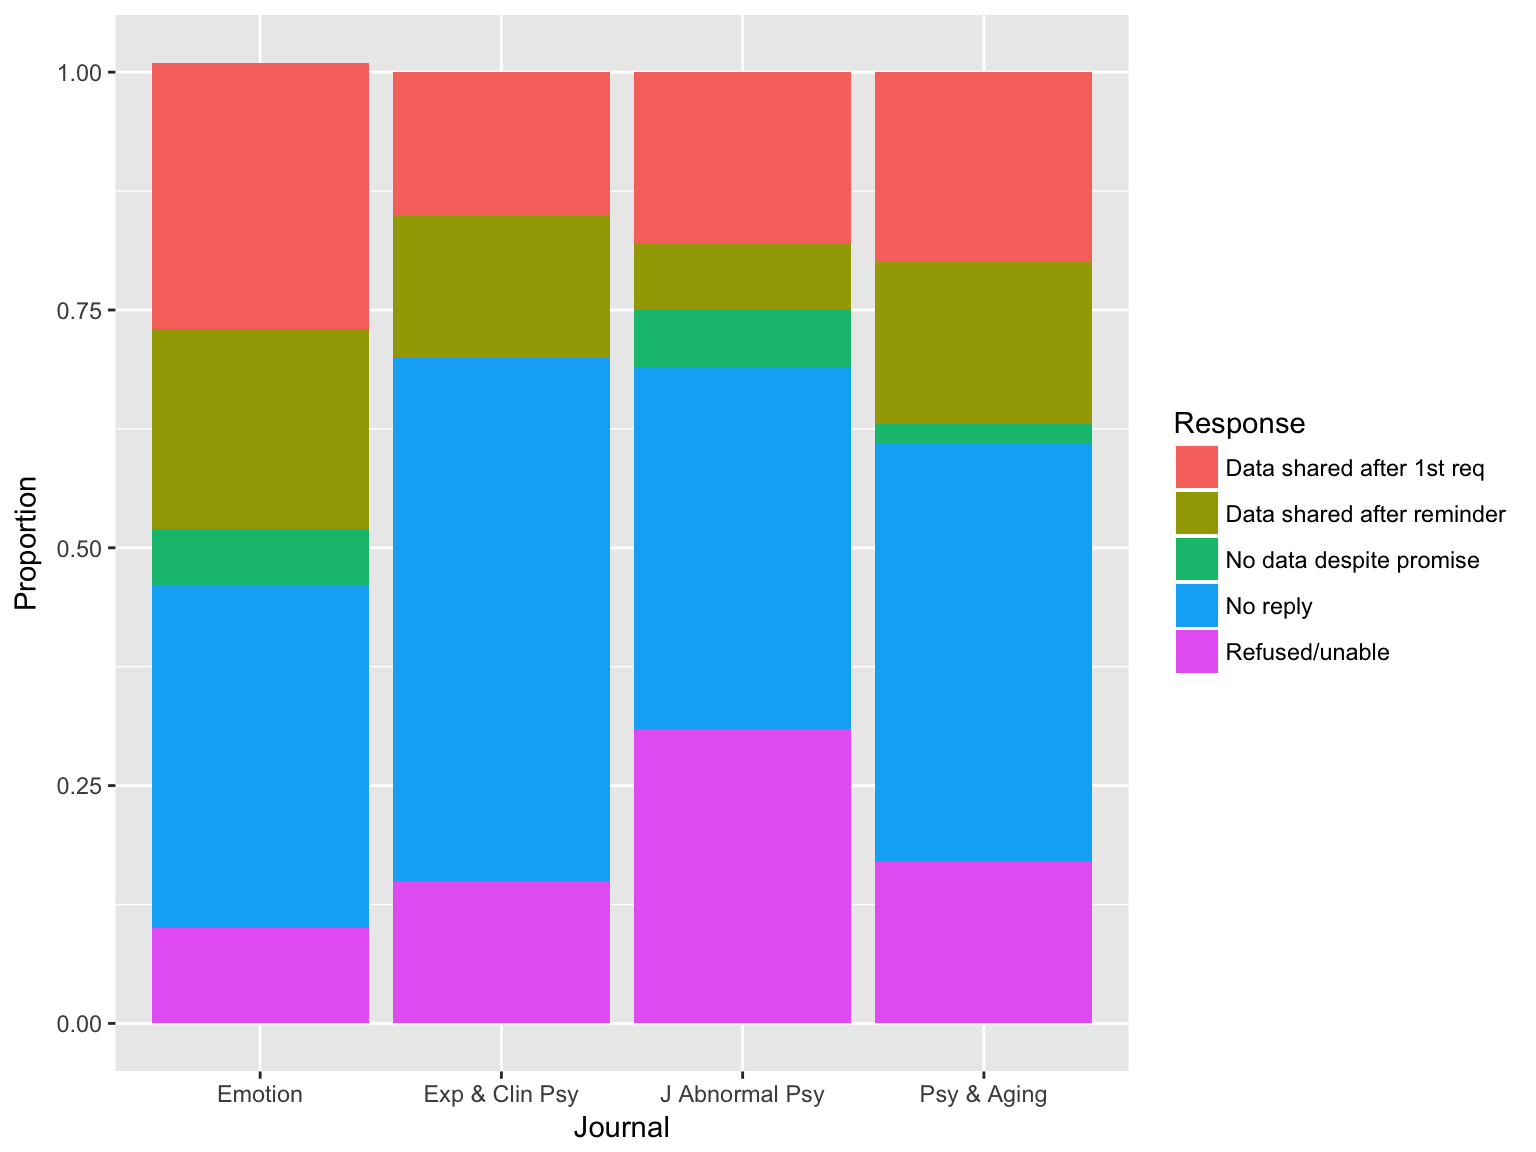 1.00
0.75
0.50
0.25
0.00
Proportion
Emotion
Exp & Clin Psy
J Abnormal Psy
Psy & Aging
Journal
Response
Data shared after 1st req
Data shared after reminder
No data despite promise
No reply
Refused/unable